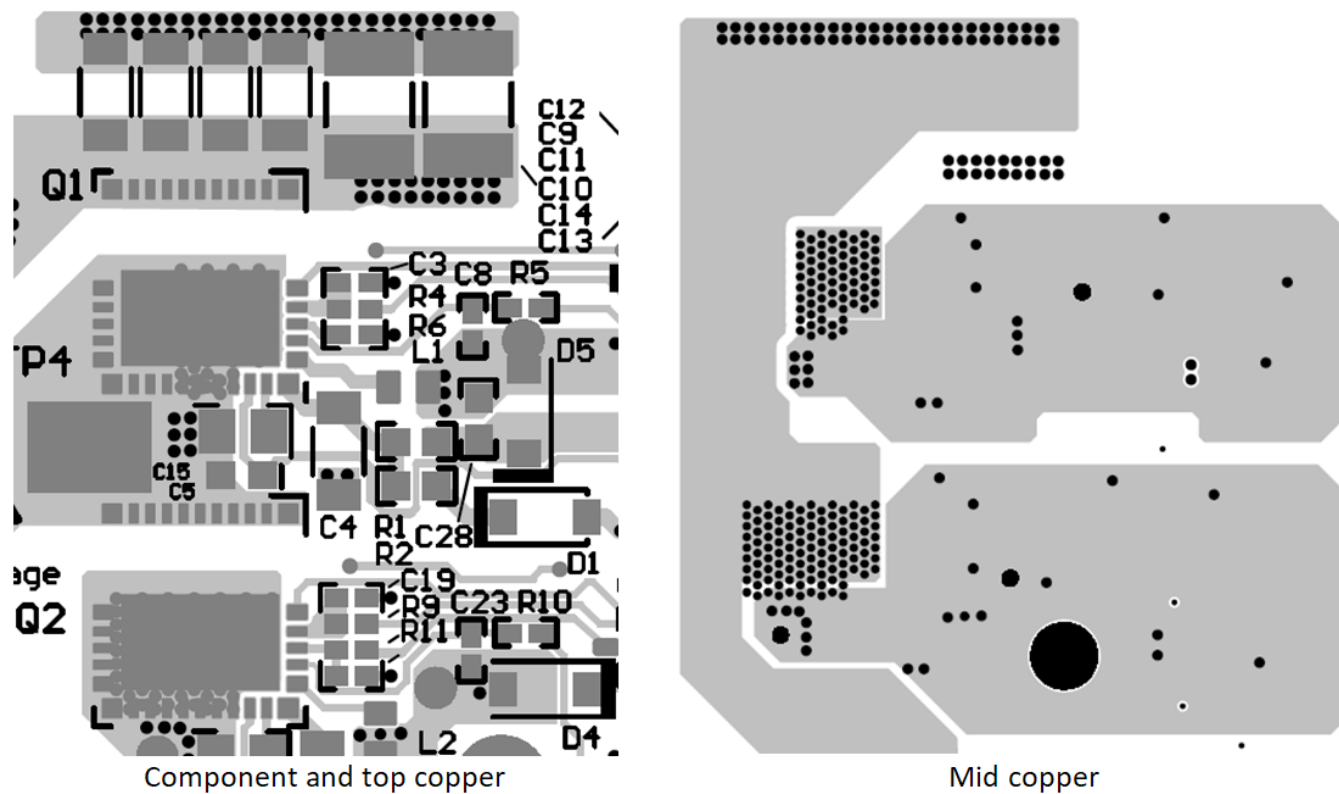 C12
C9
C11
Q1
C10
C14
C13
C3
C8 R5
R4
R6
L1 D5
TP4
C15
C5
C4 R1 C28
R2 D1
age
C19
Q2 R9 C23 R10
R11
L2 D4
Component and top copper
Mid copper